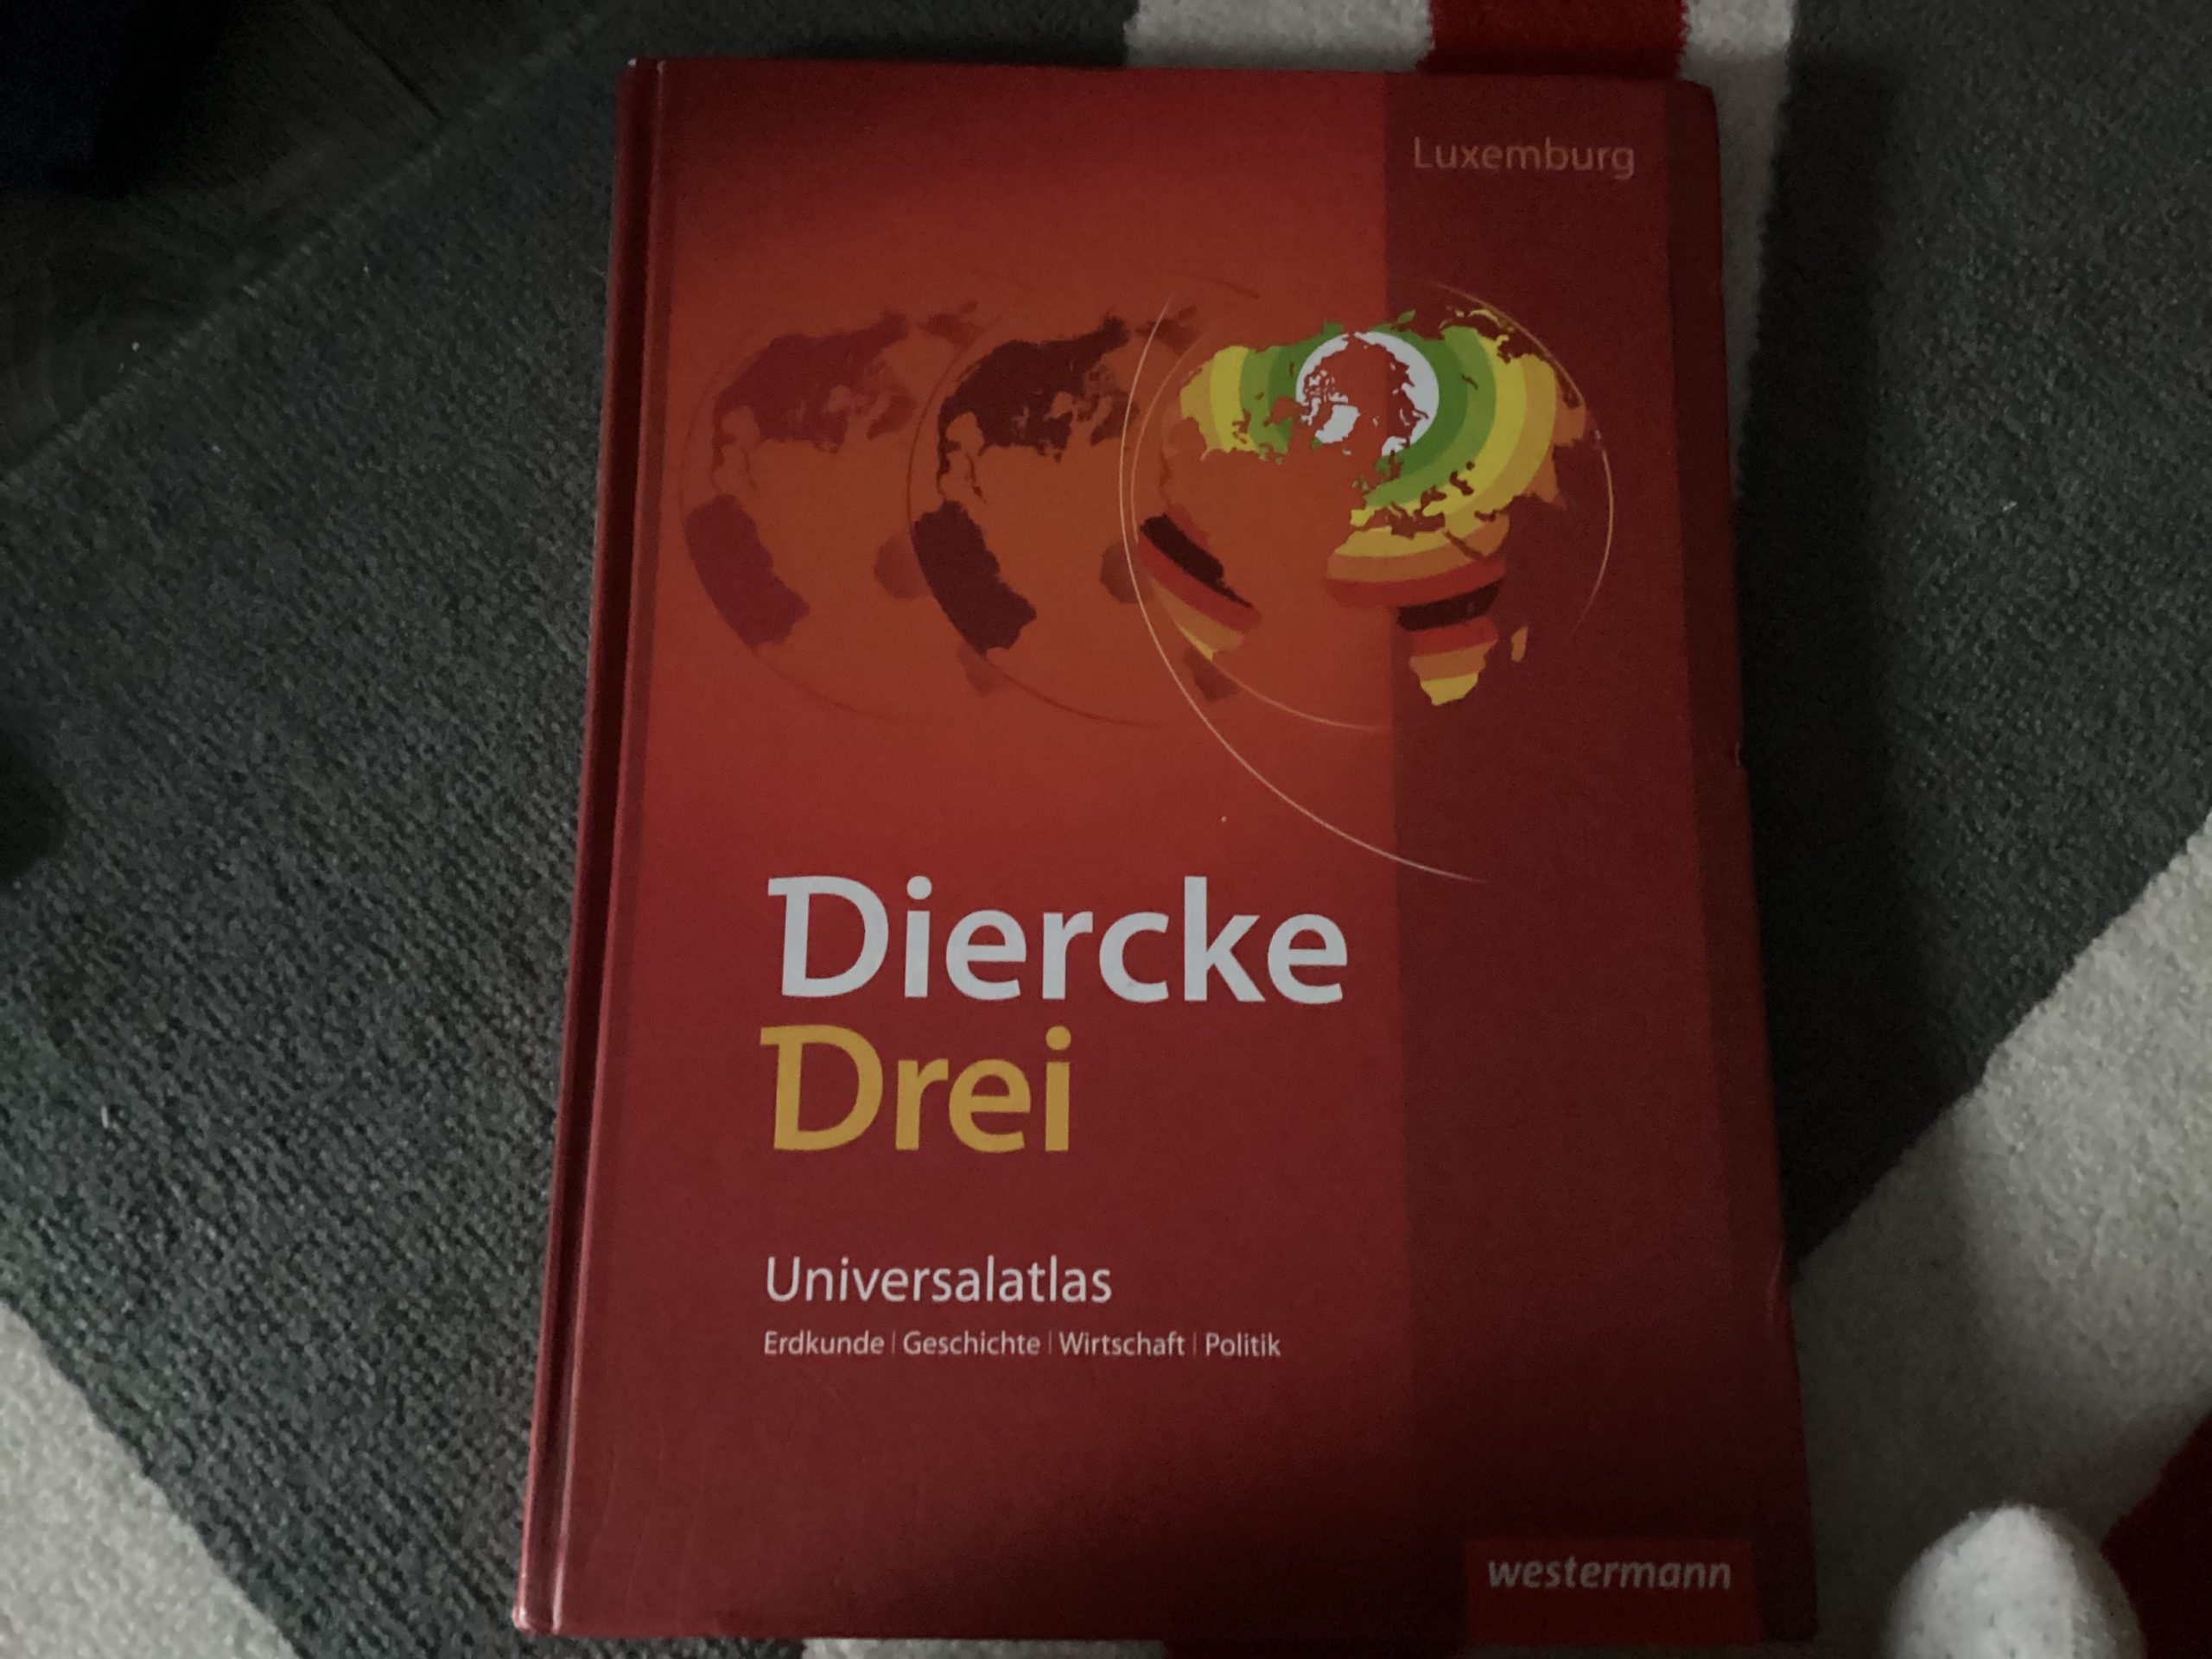 Luxemburg
Diercke
Drei
Universalatlas
Erdkunde | Geschichte | Wirtschaft | Politik
westermann